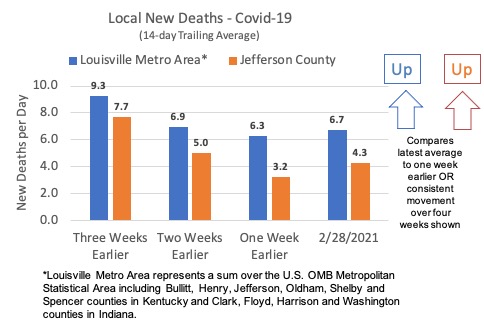 Local New Deaths - Covid-19
(14-day Trailing Average)
Louisville Metro Area* Jefferson County
New Deaths per Day
10.0
8.0
6.0
4.0
2.0
0.0
9.3 7.7 6.9 5.0 6.3 3.2 6.7 4.3
Three Weeks Two Weeks One Week 2/28/2021
Earlier Earlier Earlier
Up Up
Compares
latest average
to one week
earlier OR
consistent
movement
over four
weeks shown
*Louisville Metro Area represents a sum over the U.S. OMB Metropolitan
Statistical Area including Bullitt, Henry, Jefferson, Oldham, Shelby and
Spencer counties in Kentucky and Clark, Floyd, Harrison and Washington
counties in Indiana.